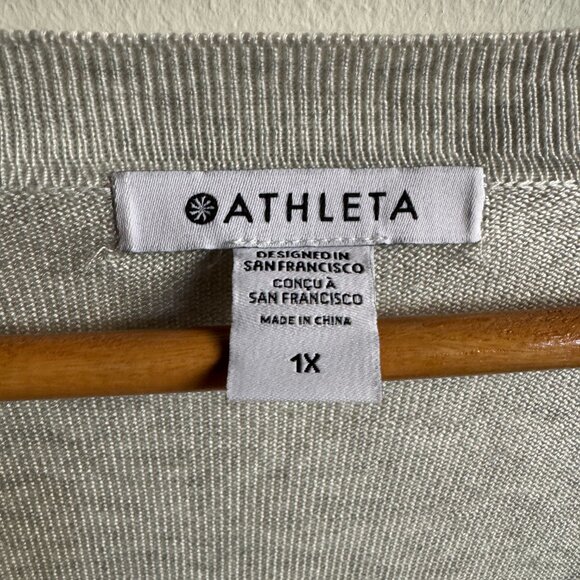 ATHLETA
DESIGNED IN
SAN FRANCISCO
CONÇU À
SAN FRANCISCO
MADE IN CHINA
1X